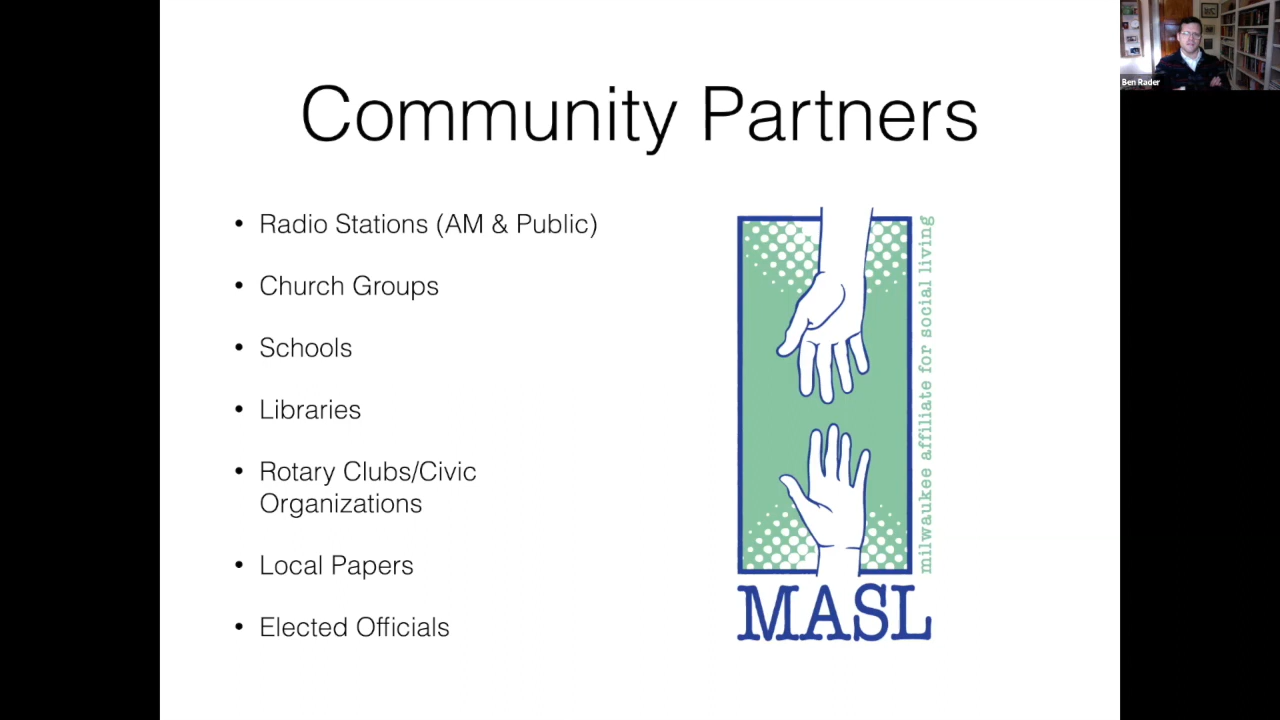 Community Partners
• Radio Stations (AM & Public)
• Church Groups
• Schools
• Libraries
• Rotary Clubs/Civic
Organizations
• Local Papers
• Elected Officials
milwaukee affiliate for social living
MASL
Ben Rader